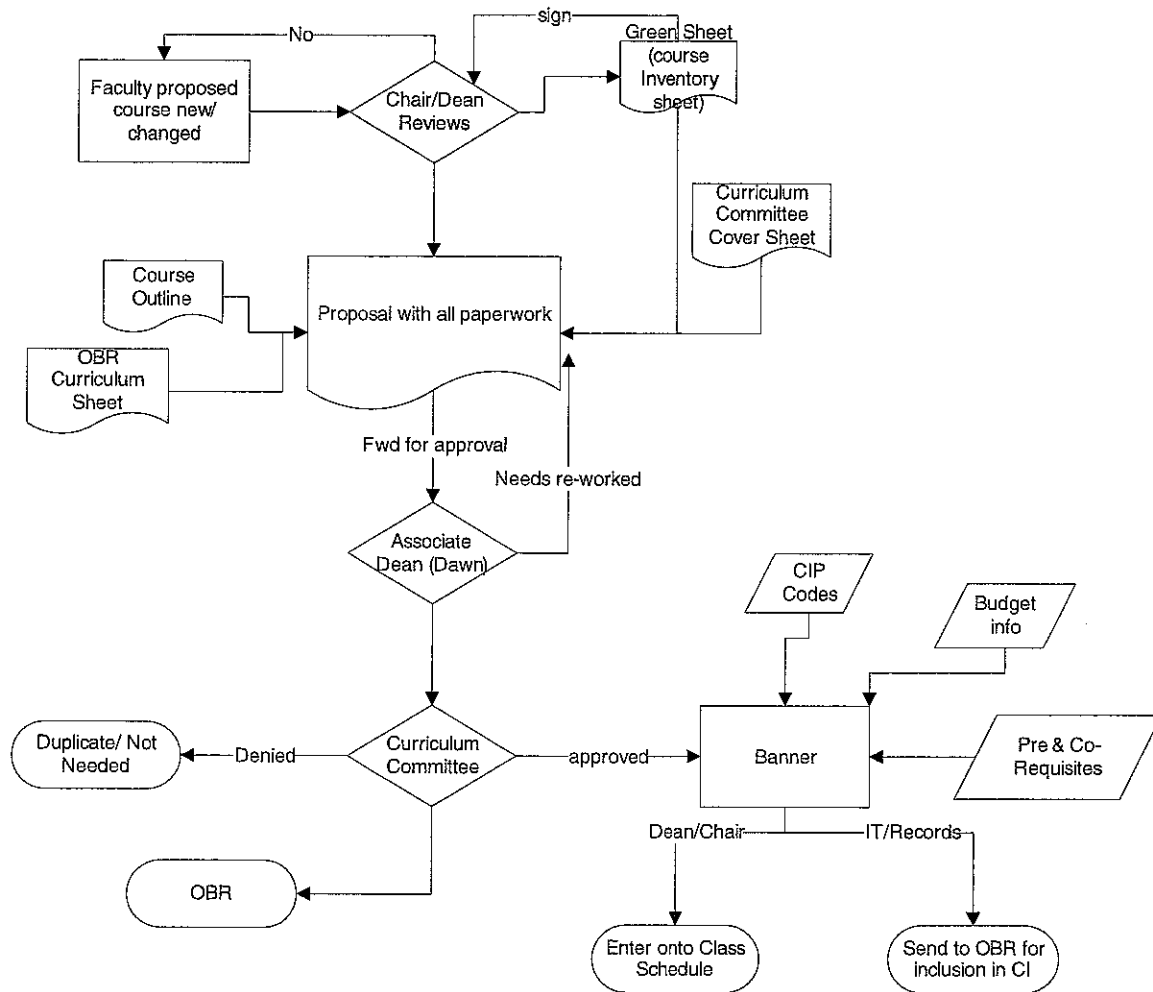 sign
No
Green Sheet
(course
Inventory
sheet)
Faculty proposed
course new/
changed
Chair/Dean
Reviews
Curriculum
Committee
Cover Sheet
Course
Outline
Proposal with all paperwork
OBR
Curriculum
Sheet
Fwd for approval
Needs re-worked
Associate
Dean (Dawn)
CIP
Codes
Budget
info
Duplicate/ Not
Needed
Denied
Curriculum
Committee
approved
Banner
Pre & Co-
Requisites
Dean/Chair
IT/Records
OBR
Enter onto Class
Schedule
Send to OBR for
inclusion in CI